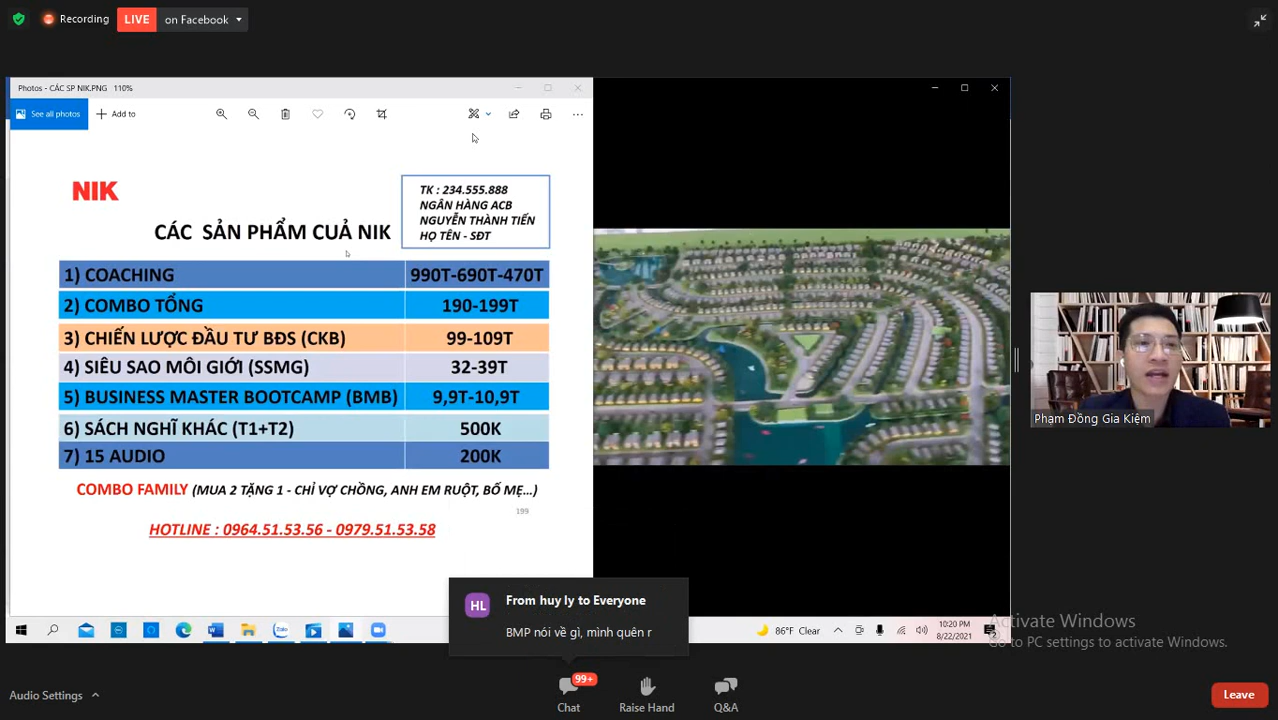 Recording
LIVE on Facebook
Photos - CÁC SP NIK.PNG 110%
See all photos
Add to
NIK
TK : 234.555.888
NGÂN HÀNG ACB
NGUYỄN THÀNH TIẾN
HỌ TÊN - SĐT
CÁC SẢN PHẨM CUẢ NIK
1) COACHING 990T-690T-470T
2) COMBO TỔNG 190-199T
3) CHIẾN LƯỢC ĐẦU TƯ BĐS (CKB) 99-109T
4) SIÊU SAO MÔI GIỚI (SSMG) 32-39T
5) BUSINESS MASTER BOOTCAMP (BMB) 9,9T-10,9T
6) SÁCH NGHĨ KHÁC (T1+T2) 500K
7) 15 AUDIO 200K
COMBO FAMILY (MUA 2 TẶNG 1 - CHỈ VỢ CHỒNG, ANH EM RUỘT, BỐ MẸ...)
199
HOTLINE : 0964.51.53.56 - 0979.51.53.58
Phạm Đồng Gia Kiệm
HL
From huy ly to Everyone
BMP nói về gì, mình quên r
Zalo
86°F Clear
10:20 PM
8/22/2021
Activate Windows
Go to PC settings to activate Windows.
Audio Settings
99+
Chat
Raise Hand
Q&A
Leave